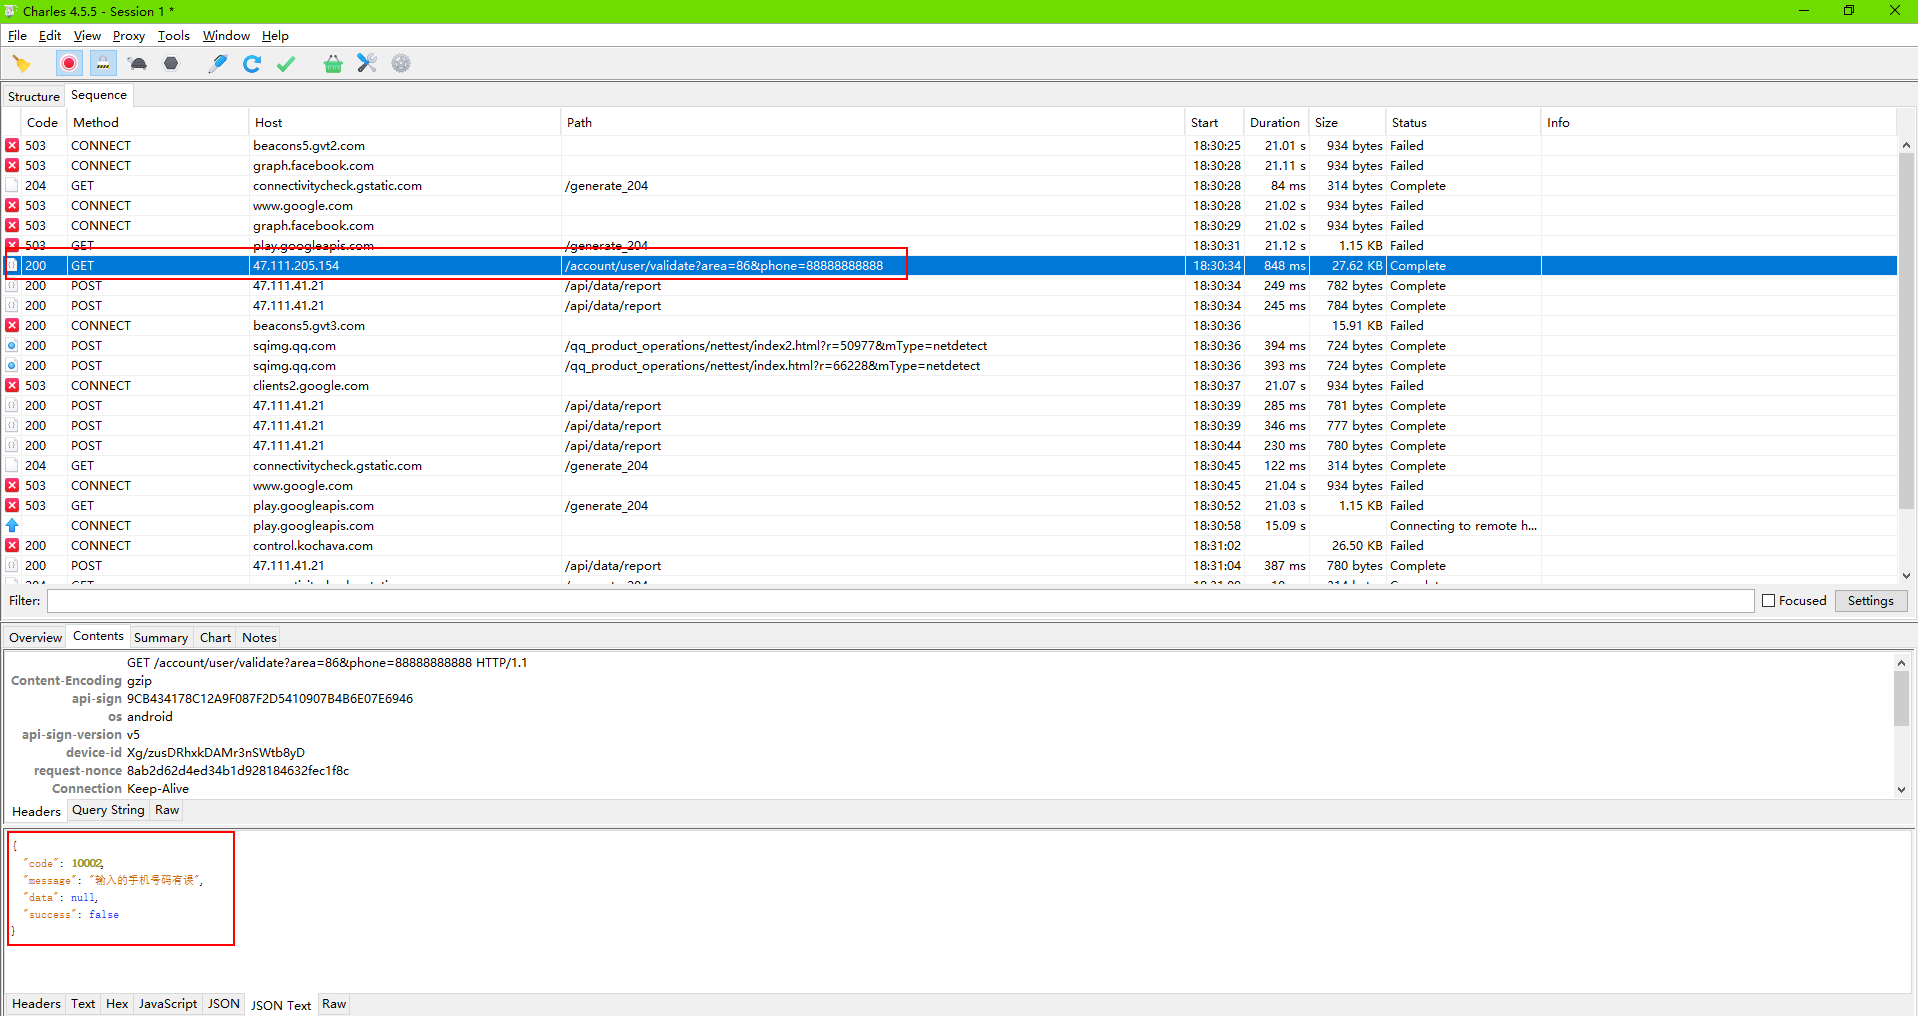 Charles 4.5.5 - Session 1 *
File Edit View Proxy Tools Window Help
Structure Sequence
Code Method Host Path Start Duration Size Status Info
503 CONNECT beacons5.gvt2.com 18:30:25 21.01 s 934 bytes Failed
503 CONNECT graph.facebook.com 18:30:28 21.11 s 934 bytes Failed
204 GET connectivitycheck.gstatic.com /generate_204 18:30:28 84 ms 314 bytes Complete
503 CONNECT www.google.com 18:30:28 21.02 s 934 bytes Failed
503 CONNECT graph.facebook.com 18:30:29 21.02 s 934 bytes Failed
503 GET play.googleapis.com /generate_204 18:30:31 21.12 s 1.15 KB Failed
200 GET 47.111.205.154 /account/user/validate?area=86&phone=88888888888 18:30:34 848 ms 27.62 KB Complete
200 POST 47.111.41.21 /api/data/report 18:30:34 249 ms 782 bytes Complete
200 POST 47.111.41.21 /api/data/report 18:30:34 245 ms 784 bytes Complete
200 CONNECT beacons5.gvt3.com 18:30:36 15.91 KB Failed
200 POST sqimg.qq.com /qq_product_operations/nettest/index2.html?r=50977&mType=netdetect 18:30:36 394 ms 724 bytes Complete
200 POST sqimg.qq.com /qq_product_operations/nettest/index.html?r=66228&mType=netdetect 18:30:36 393 ms 724 bytes Complete
503 CONNECT clients2.google.com 18:30:37 21.07 s 934 bytes Failed
200 POST 47.111.41.21 /api/data/report 18:30:39 285 ms 781 bytes Complete
200 POST 47.111.41.21 /api/data/report 18:30:39 346 ms 777 bytes Complete
200 POST 47.111.41.21 /api/data/report 18:30:44 230 ms 780 bytes Complete
204 GET connectivitycheck.gstatic.com /generate_204 18:30:45 122 ms 314 bytes Complete
503 CONNECT www.google.com 18:30:45 21.04 s 934 bytes Failed
503 GET play.googleapis.com /generate_204 18:30:52 21.03 s 1.15 KB Failed
CONNECT play.googleapis.com 18:30:58 15.09 s Connecting to remote h...
200 CONNECT control.kochava.com 18:31:02 26.50 KB Failed
200 POST 47.111.41.21 /api/data/report 18:31:04 387 ms 780 bytes Complete
Filter: Focused Settings
Overview Contents Summary Chart Notes
GET /account/user/validate?area=86&phone=88888888888 HTTP/1.1
Content-Encoding gzip
api-sign 9CB434178C12A9F087F2D5410907B4B6E07E6946
os android
api-sign-version v5
device-id Xg/zusDRhxkDAMr3nSWtb8yD
request-nonce 8ab2d62d4ed34b1d928184632fec1f8c
Connection Keep-Alive
Headers Query String Raw
{
"code": 10002,
"message": "输入的手机号码有误",
"data": null,
"success": false
}
Headers Text Hex JavaScript JSON JSON Text Raw